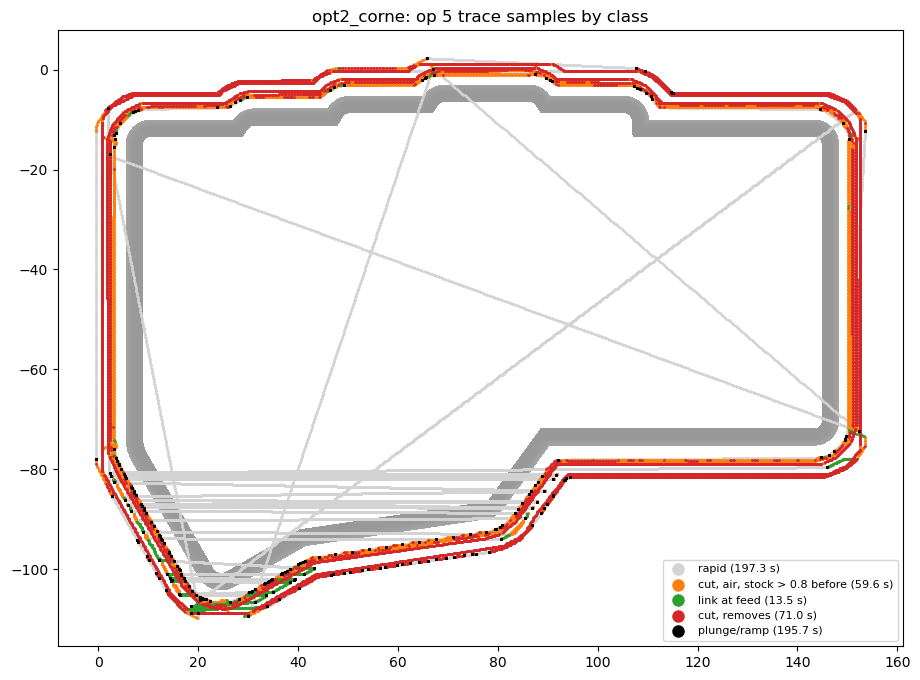 opt2_corne: op 5 trace samples by class
0
−20
−40
−60
−80
−100
0
20
40
60
80
100
120
140
160
rapid (197.3 s)
cut, air, stock > 0.8 before (59.6 s)
link at feed (13.5 s)
cut, removes (71.0 s)
plunge/ramp (195.7 s)